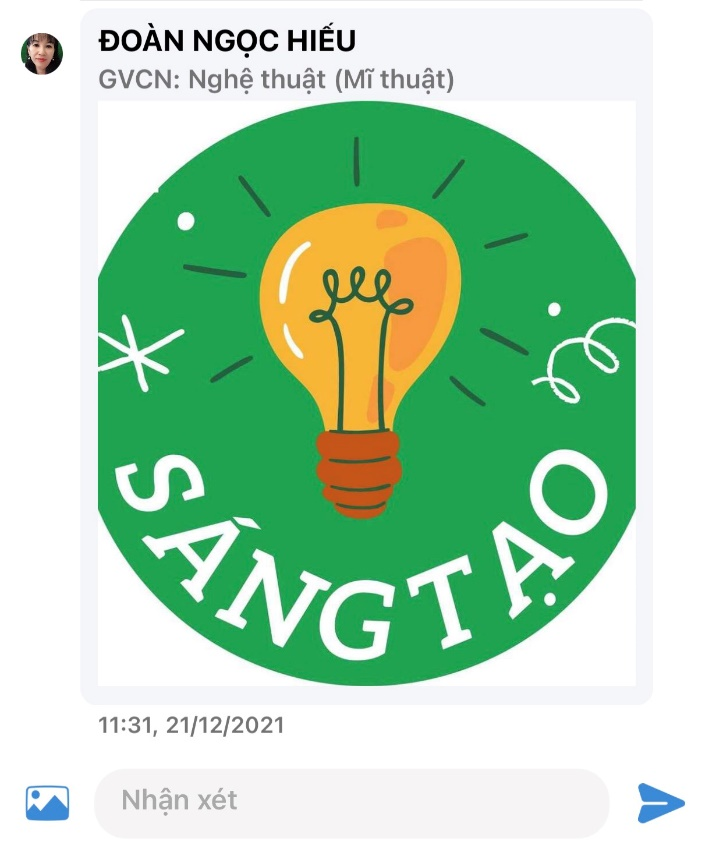 ĐOÀN NGỌC HIẾU
GVCN: Nghệ thuật (Mĩ thuật)
SÁNG TẠO
11:31, 21/12/2021
Nhận xét